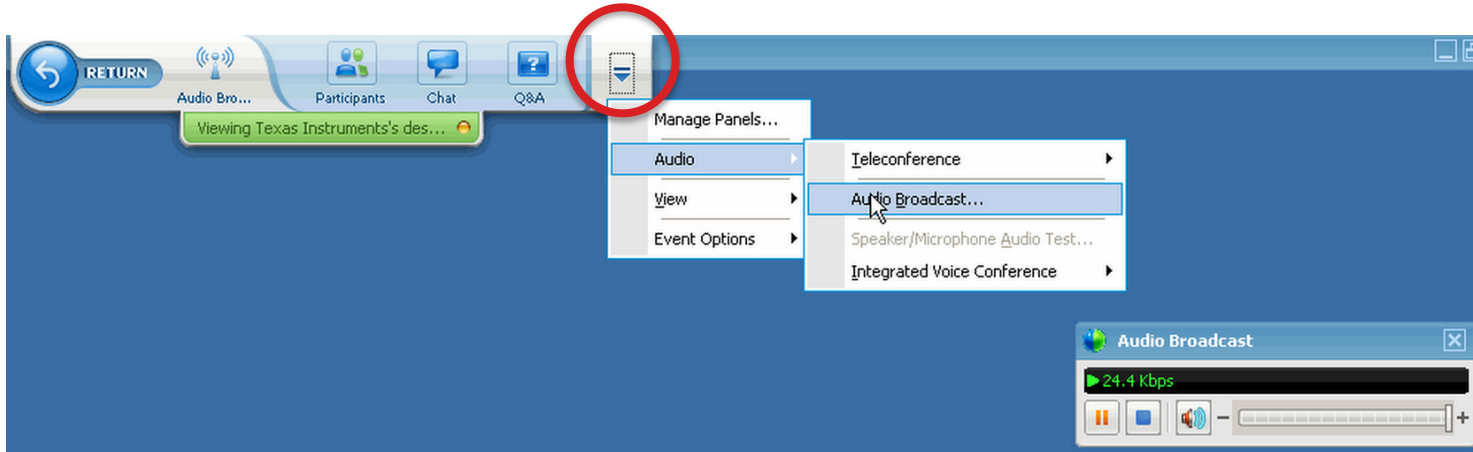 RETURN
Audio Bro...
Participants
Chat
Q&A
Viewing Texas Instruments's des...
Manage Panels...
Audio
View
Event Options
Teleconference
Audio Broadcast...
Speaker/Microphone Audio Test...
Integrated Voice Conference
Audio Broadcast
24.4 Kbps